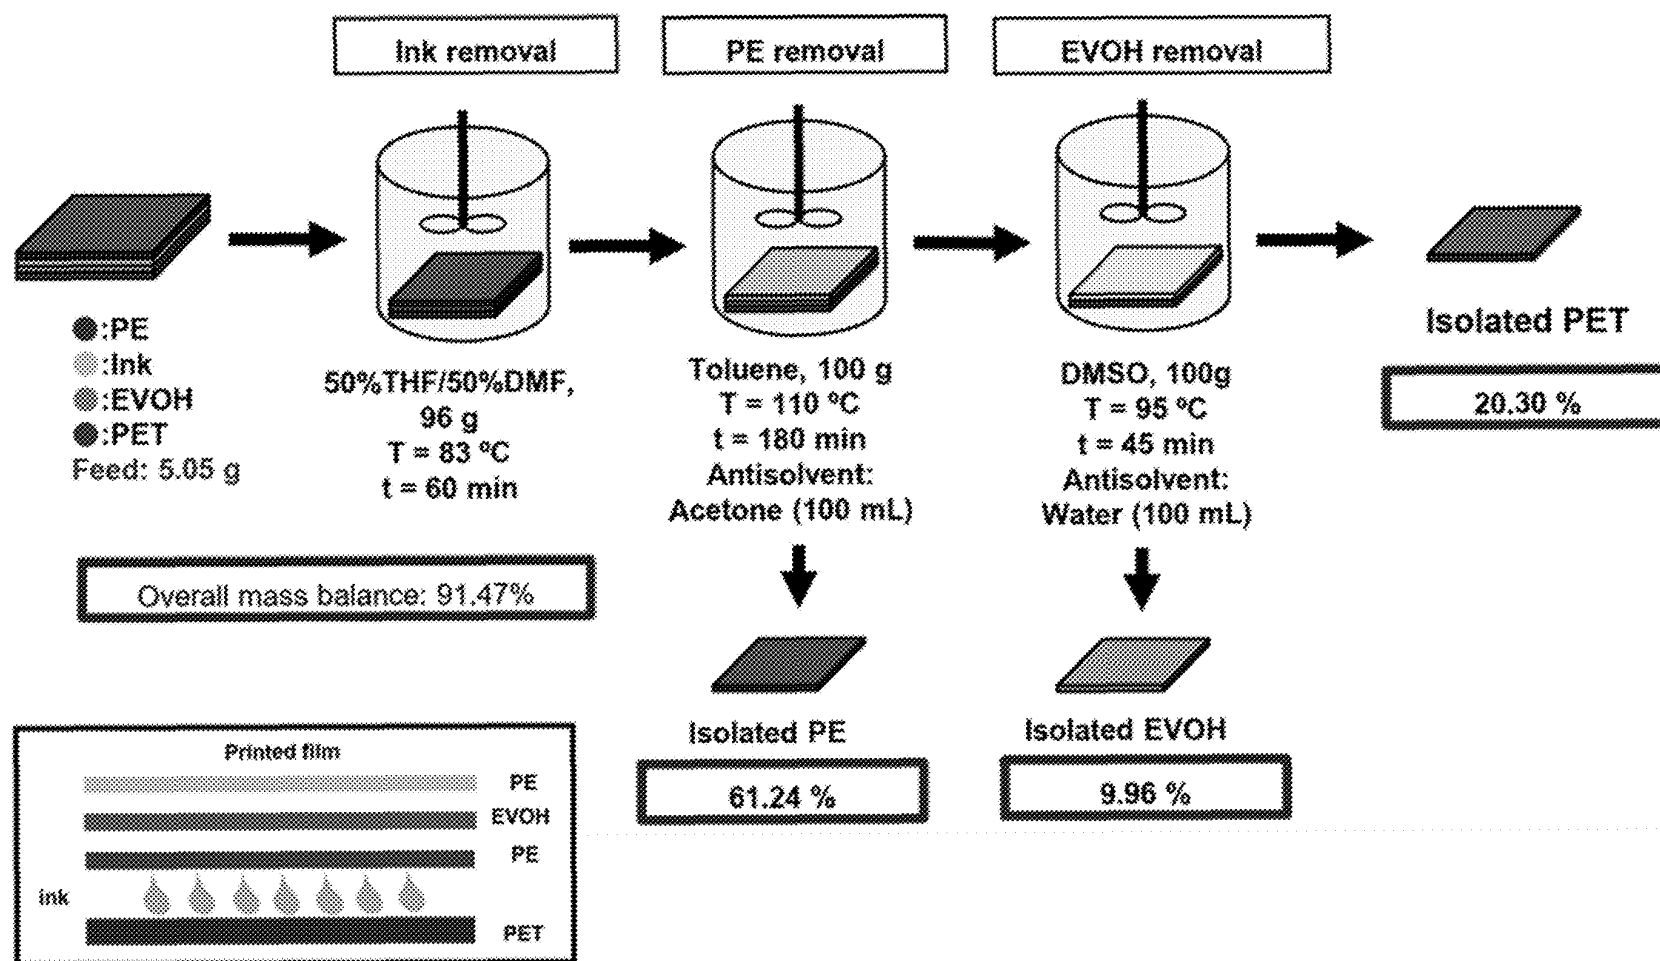 Ink removal
PE removal
EVOH removal
:PE
:Ink
:EVOH
:PET
Feed: 5.05 g
50%THF/50%DMF,
96 g
T = 83 ºC
t = 60 min
Toluene, 100 g
T = 110 ºC
t = 180 min
Antisolvent:
Acetone (100 mL)
DMSO, 100g
T = 95 ºC
t = 45 min
Antisolvent:
Water (100 mL)
Isolated PET
20.30 %
Overall mass balance: 91.47%
Isolated PE
61.24 %
Isolated EVOH
9.96 %
Printed film
PE
EVOH
PE
ink
PET